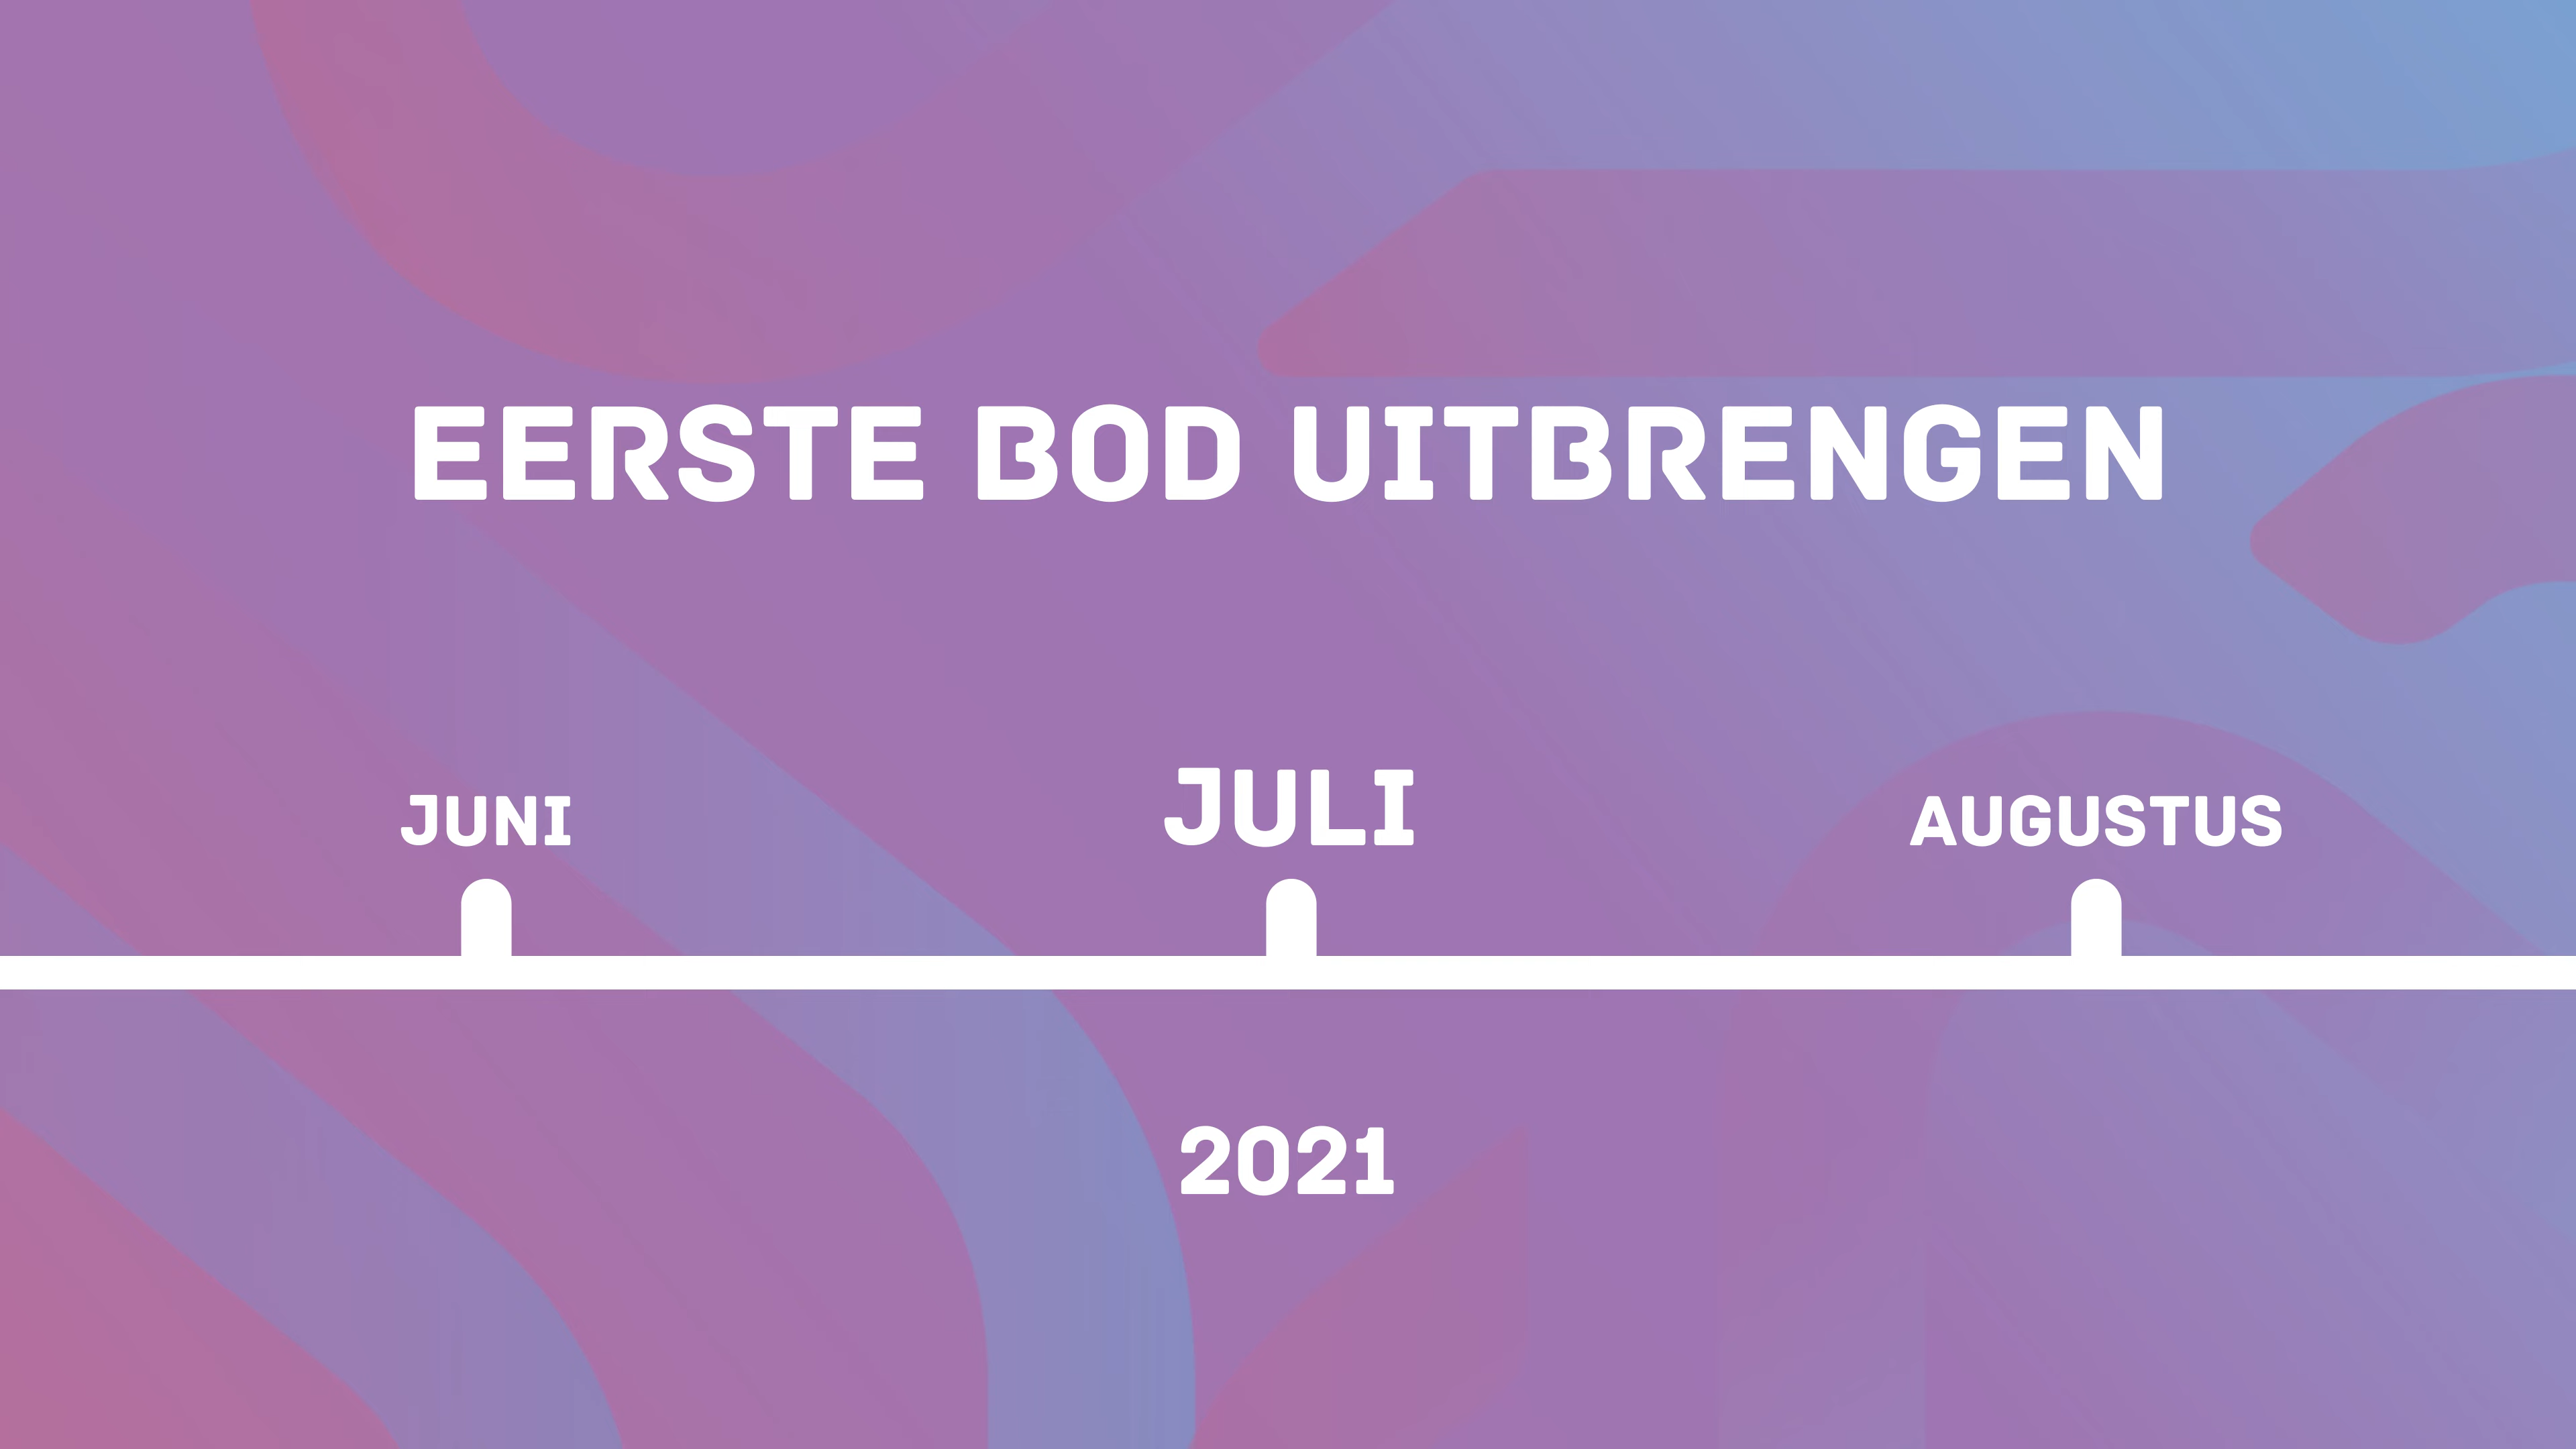 EERSTE BOD UITBRENGEN
JUNI
JULI
AUGUSTUS
2021